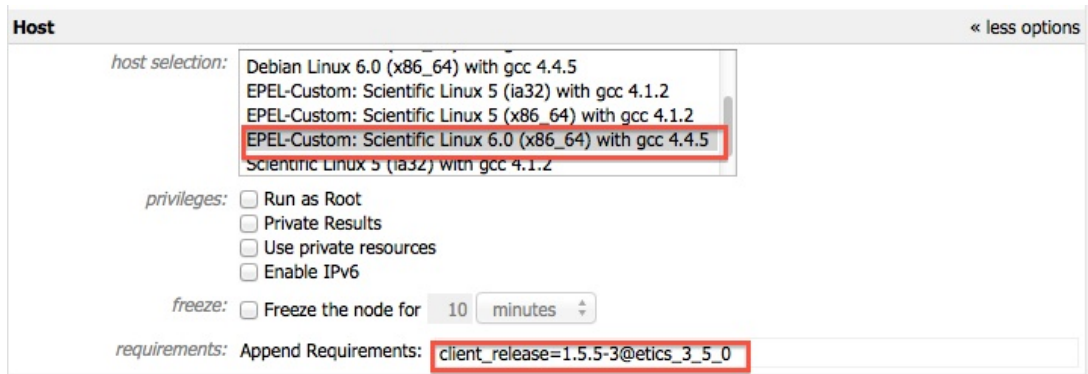 Host « less options
host selection:
Debian Linux 6.0 (x86_64) with gcc 4.4.5
EPEL-Custom: Scientific Linux 5 (ia32) with gcc 4.1.2
EPEL-Custom: Scientific Linux 5 (x86_64) with gcc 4.1.2
EPEL-Custom: Scientific Linux 6.0 (x86_64) with gcc 4.4.5
Scientific Linux 5 (ia32) with gcc 4.1.2
privileges: Run as Root
Private Results
Use private resources
Enable IPv6
freeze: Freeze the node for 10 minutes
requirements: Append Requirements: client_release=1.5.5-3@etics_3_5_0